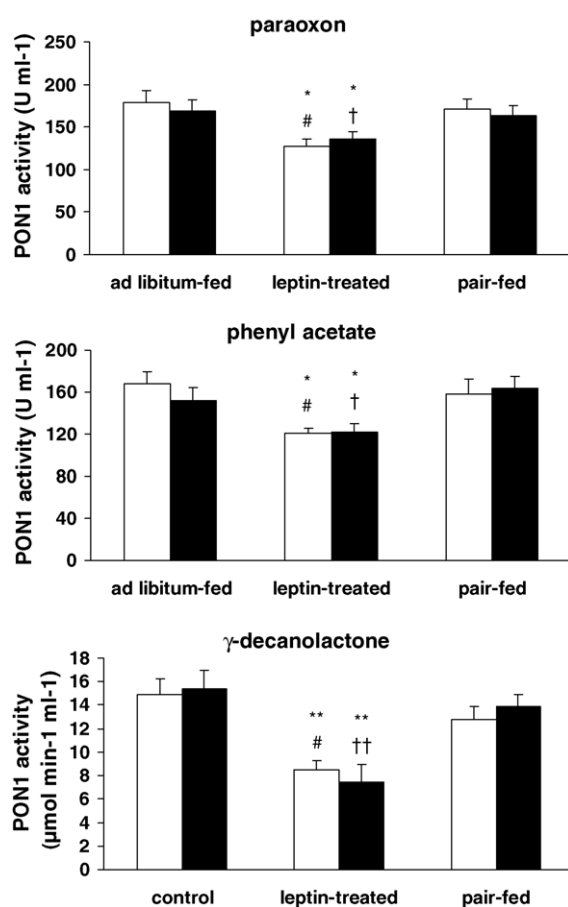 paraoxon
PON1 activity (U ml-1)
250
200
150
100
50
0
* *
# †
ad libitum-fed leptin-treated pair-fed
phenyl acetate
PON1 activity (U ml-1)
200
160
120
80
40
0
* *
# †
ad libitum-fed leptin-treated pair-fed
γ-decanolactone
PON1 activity
(µmol min-1 ml-1)
18
16
14
12
10
8
6
4
2
0
** **
# ††
control leptin-treated pair-fed